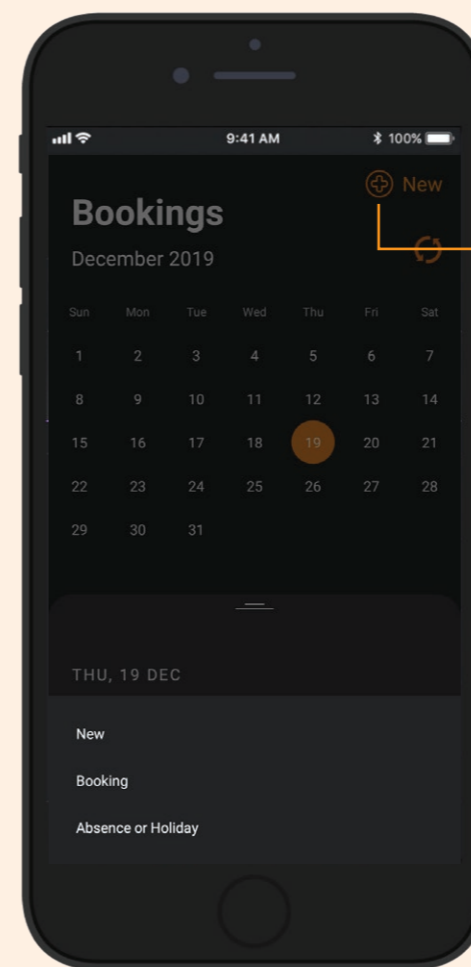 9:41 AM
100%
New
Bookings
December 2019
Sun Mon Tue Wed Thu Fri Sat
1 2 3 4 5 6 7
8 9 10 11 12 13 14
15 16 17 18 19 20 21
22 23 24 25 26 27 28
29 30 31
THU, 19 DEC
New
Booking
Absence or Holiday